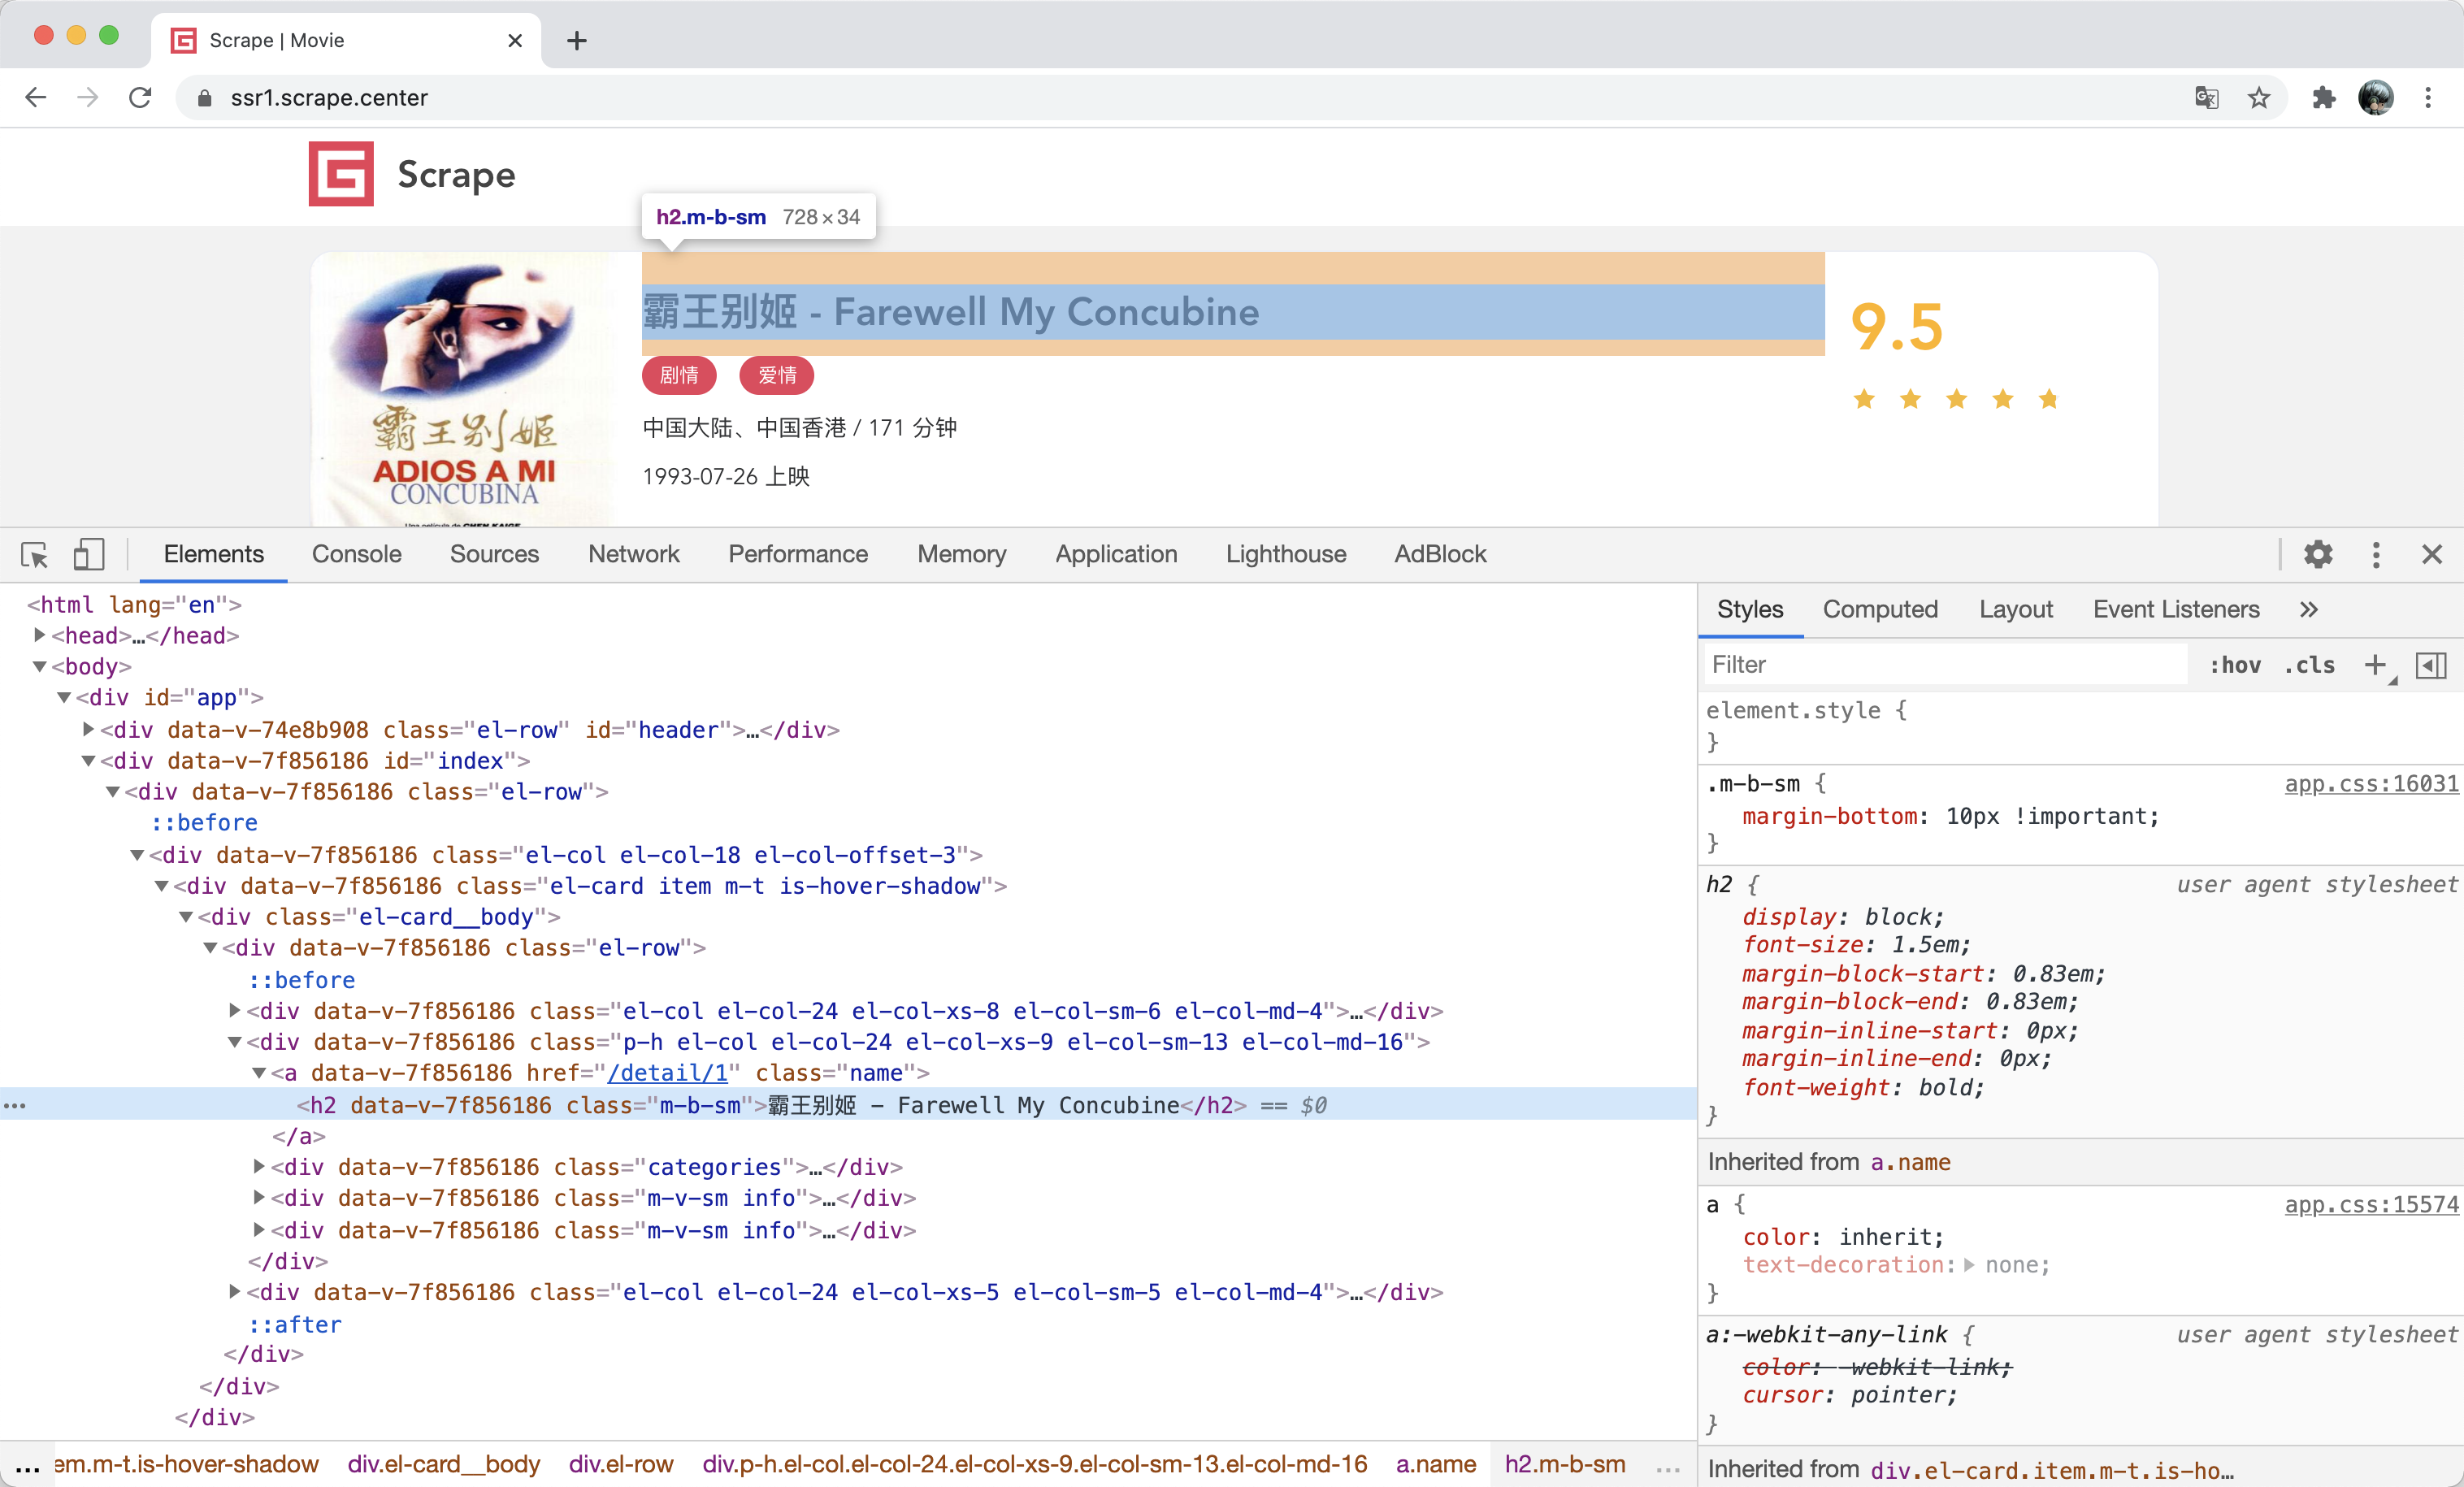 Scrape | Movie
ssr1.scrape.center
Scrape
h2.m-b-sm 728 × 34
霸王别姬 - Farewell My Concubine
9.5
剧情 爱情
中国大陆、中国香港 / 171 分钟
1993-07-26 上映
霸王别姬
ADIOS A MI
CONCUBINA
Una película de CHEN KAIGE
Elements Console Sources Network Performance Memory Application Lighthouse AdBlock
<html lang="en">
<head>…</head>
<body>
<div id="app">
<div data-v-74e8b908 class="el-row" id="header">…</div>
<div data-v-7f856186 id="index">
<div data-v-7f856186 class="el-row">
::before
<div data-v-7f856186 class="el-col el-col-18 el-col-offset-3">
<div data-v-7f856186 class="el-card item m-t is-hover-shadow">
<div class="el-card__body">
<div data-v-7f856186 class="el-row">
::before
<div data-v-7f856186 class="el-col el-col-24 el-col-xs-8 el-col-sm-6 el-col-md-4">…</div>
<div data-v-7f856186 class="p-h el-col el-col-24 el-col-xs-9 el-col-sm-13 el-col-md-16">
<a data-v-7f856186 href="/detail/1" class="name">
<h2 data-v-7f856186 class="m-b-sm">霸王别姬 - Farewell My Concubine</h2> == $0
</a>
<div data-v-7f856186 class="categories">…</div>
<div data-v-7f856186 class="m-v-sm info">…</div>
<div data-v-7f856186 class="m-v-sm info">…</div>
</div>
<div data-v-7f856186 class="el-col el-col-24 el-col-xs-5 el-col-sm-5 el-col-md-4">…</div>
::after
</div>
</div>
</div>
... em.m-t.is-hover-shadow div.el-card__body div.el-row div.p-h.el-col.el-col-24.el-col-xs-9.el-col-sm-13.el-col-md-16 a.name h2.m-b-sm ...
Styles Computed Layout Event Listeners »
Filter :hov .cls +
element.style {
}
.m-b-sm { app.css:16031
margin-bottom: 10px !important;
}
h2 { user agent stylesheet
display: block;
font-size: 1.5em;
margin-block-start: 0.83em;
margin-block-end: 0.83em;
margin-inline-start: 0px;
margin-inline-end: 0px;
font-weight: bold;
}
Inherited from a.name
a { app.css:15574
color: inherit;
text-decoration: none;
}
a:-webkit-any-link { user agent stylesheet
color: -webkit-link;
cursor: pointer;
}
Inherited from div.el-card.item.m-t.is-ho…